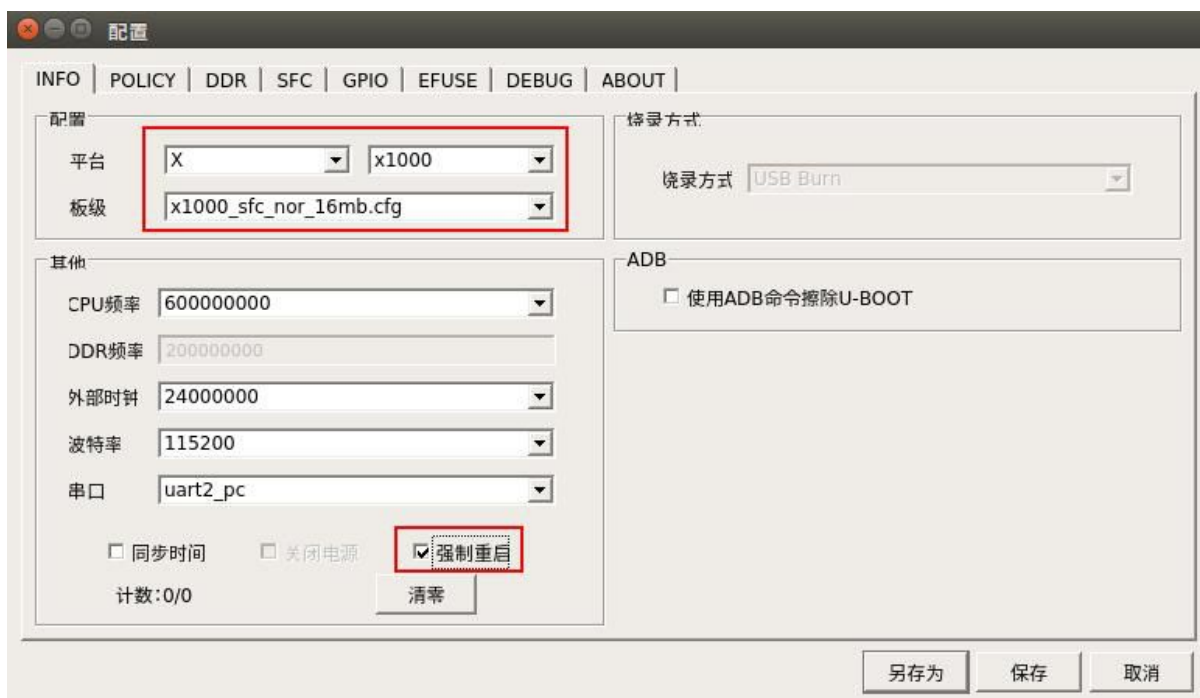 配置
INFO POLICY DDR SFC GPIO EFUSE DEBUG ABOUT
配置
平台 X x1000
板级 x1000_sfc_nor_16mb.cfg
烧录方式
烧录方式 USB Burn
其他
CPU频率 600000000
DDR频率 200000000
外部时钟 24000000
波特率 115200
串口 uart2_pc
同步时间 关闭电源 强制重启
计数:0/0 清零
ADB
使用ADB命令擦除U-BOOT
另存为 保存 取消